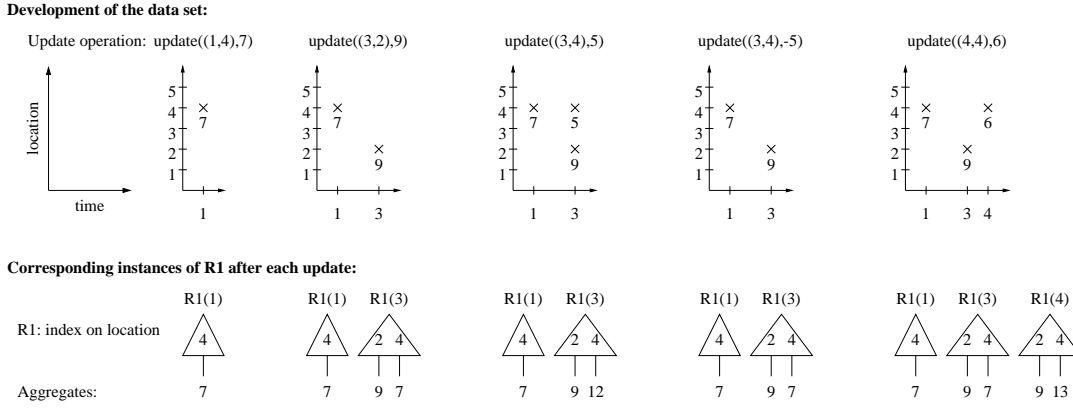 Development of the data set:
Update operation: update((1,4),7) update((3,2),9) update((3,4),5) update((3,4),-5) update((4,4),6)
5 5 5 5 5
4 4 4 4 4
7 7 7 5 7 7 6
3 3 3 3 3
2 2 2 2 2
9 9 9 9
1 1 1 1 1
location
time
1 1 3 1 3 1 3 1 3 4
Corresponding instances of R1 after each update:
R1(1) R1(1) R1(3) R1(1) R1(3) R1(1) R1(3) R1(1) R1(3) R1(4)
R1: index on location
4 4 2 4 4 2 4 4 2 4 4 2 4 2 4
Aggregates:
7 7 9 7 7 9 12 7 9 7 7 9 7 9 13